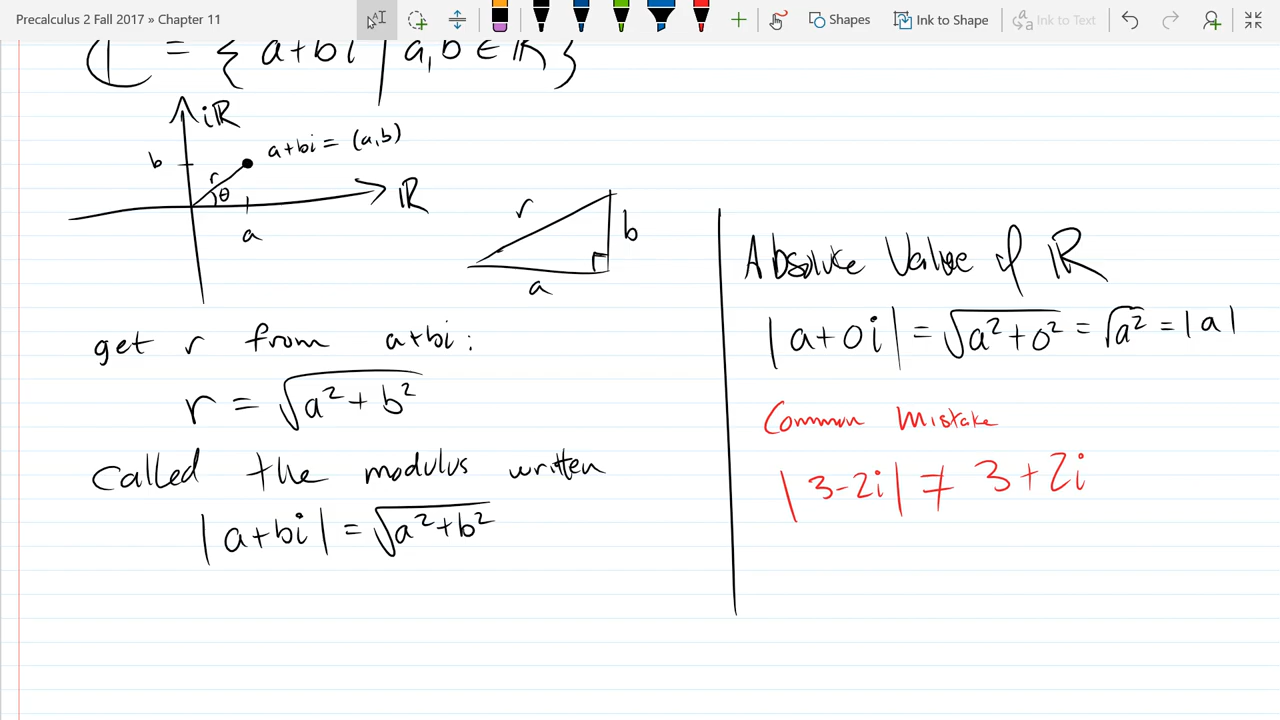 Precalculus 2 Fall 2017 » Chapter 11
Shapes
Ink to Shape
Ink to Text
ℂ = { a+bi | a,b ∈ ℝ }
iℝ
b
r
θ
a+bi = (a,b)
ℝ
a
r
b
a
get r from a+bi:
r = √(a² + b²)
Called the modulus written
|a+bi| = √(a²+b²)
Absolute Value of ℝ
|a+0i| = √(a²+0²) = √(a²) = |a|
Common Mistake
|3-2i| ≠ 3+2i